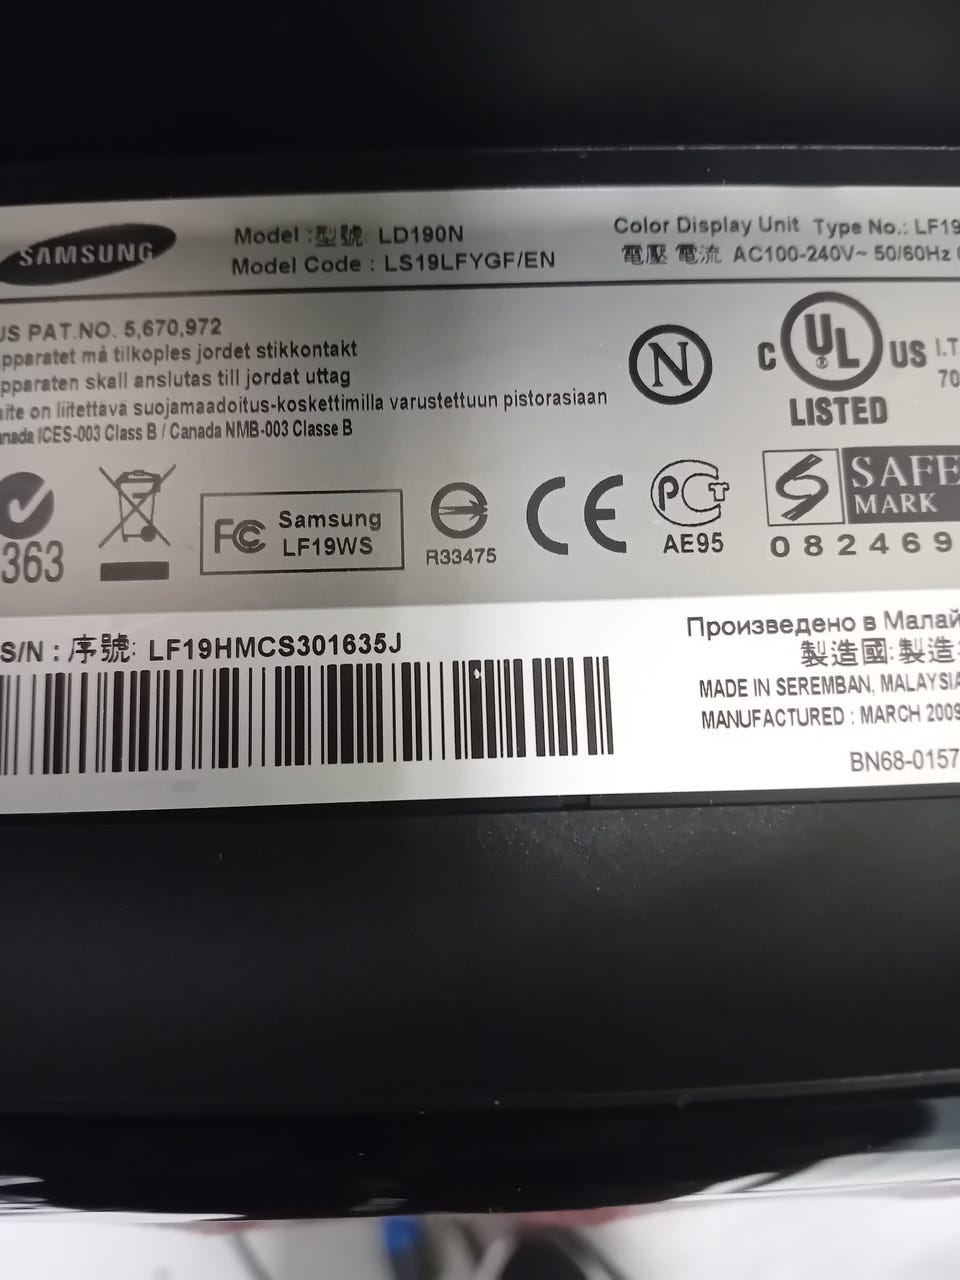 SAMSUNG
Model :型號: LD190N
Model Code : LS19LFYGF/EN
Color Display Unit Type No.: LF19
電壓 電流 AC100-240V~ 50/60Hz
US PAT.NO. 5,670,972
pparatet må tilkoples jordet stikkontakt
pparaten skall anslutas till jordat uttag
aite on liitettävä suojamaadoitus-koskettimilla varustettuun pistorasiaan
nada ICES-003 Class B / Canada NMB-003 Classe B
N
C UL ® US
LISTED
I.T
70
363
FC Samsung
LF19WS
R33475
CE
PCT
AE95
S SAFE
MARK
082469
S/N : 序號: LF19HMCS301635J
Произведено в Малай
製造國: 製造
MADE IN SEREMBAN, MALAYSIA
MANUFACTURED : MARCH 2009
BN68-0157